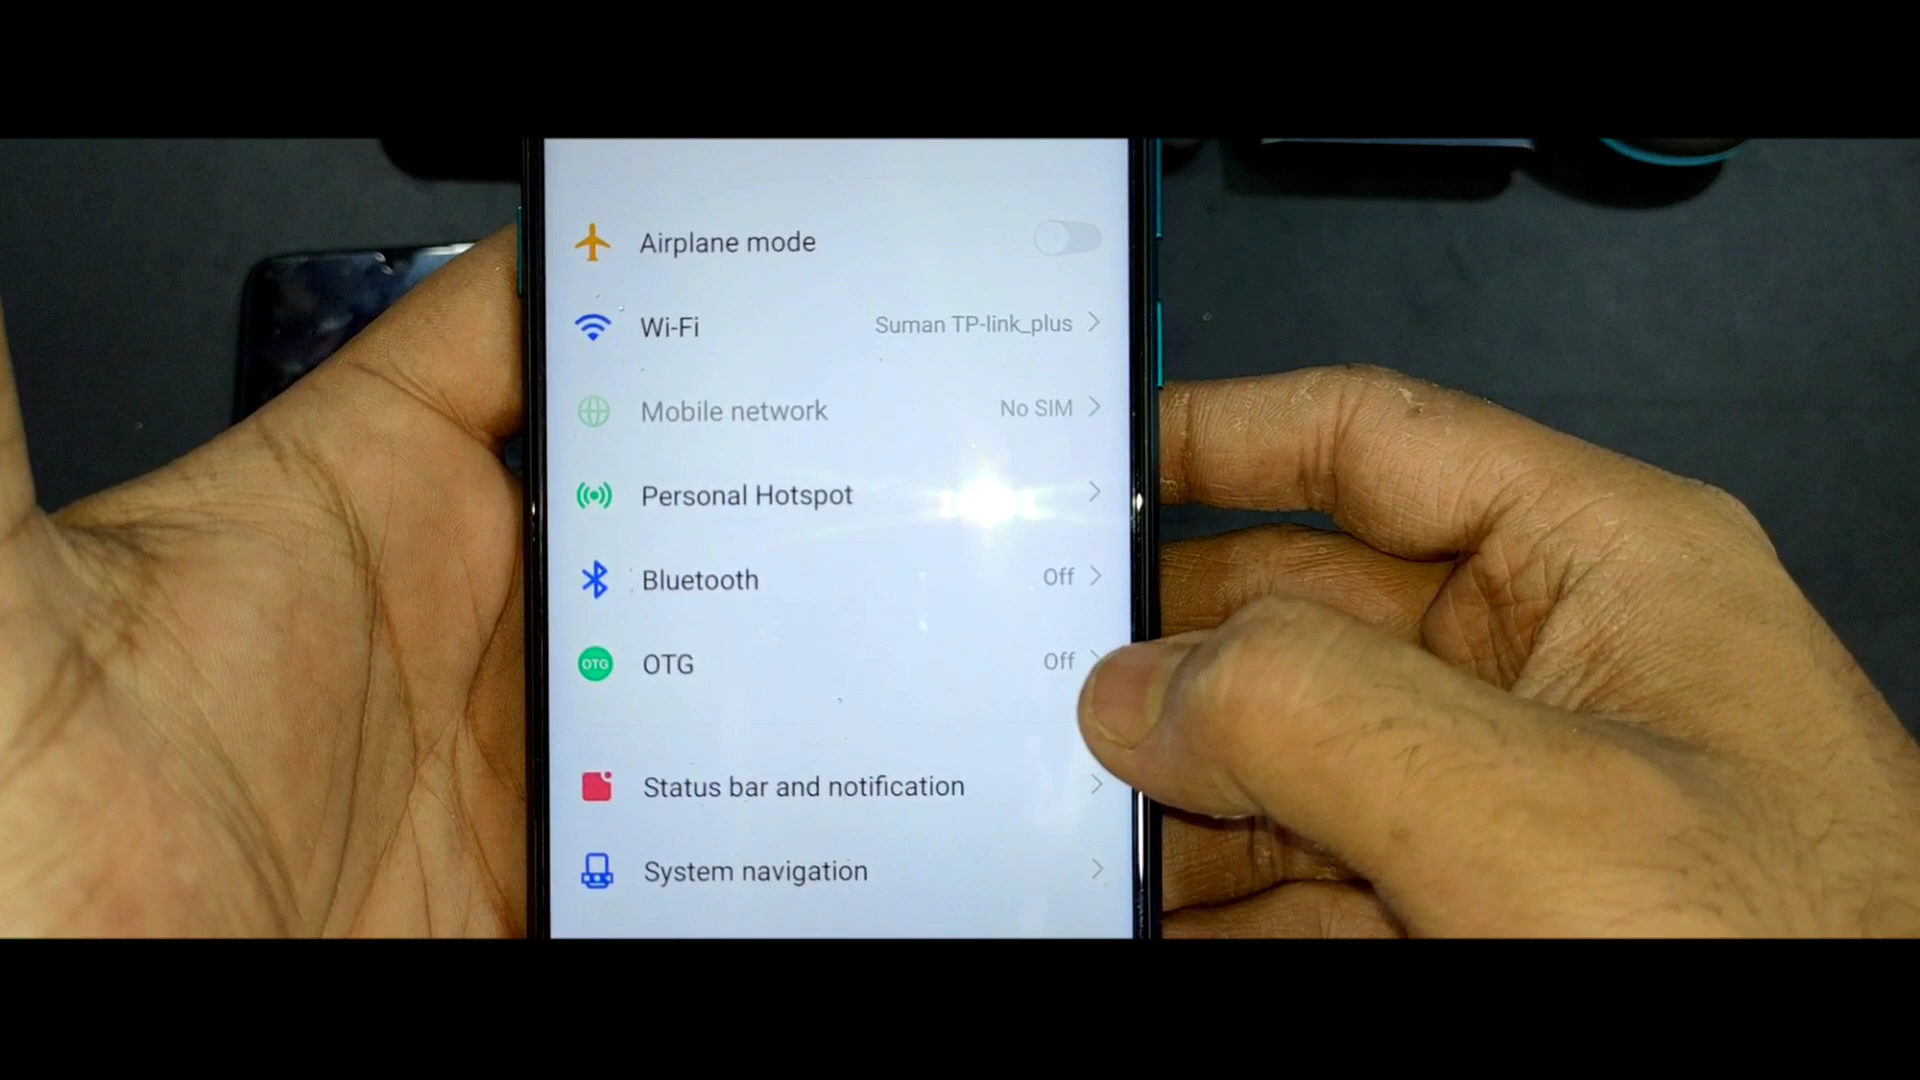 Airplane mode
Wi-Fi Suman TP-link_plus
Mobile network No SIM
Personal Hotspot
Bluetooth Off
OTG OTG Off
Status bar and notification
System navigation